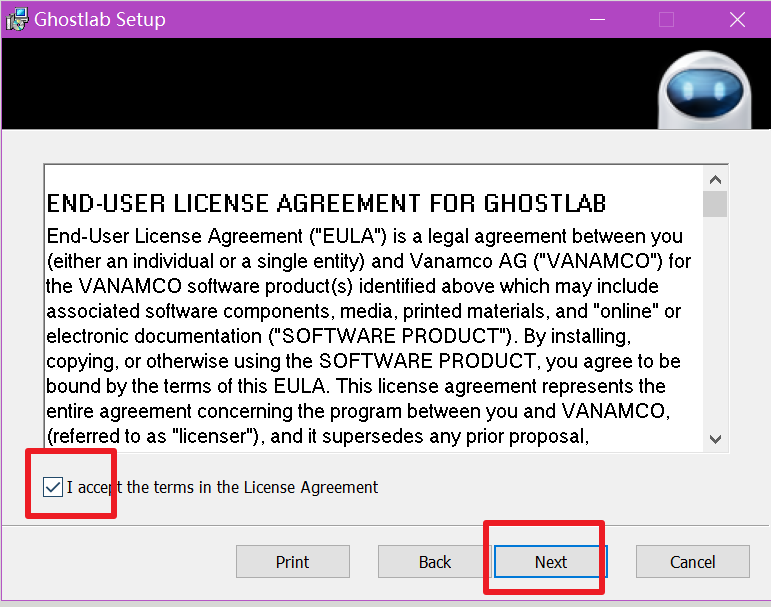 Ghostlab Setup
END-USER LICENSE AGREEMENT FOR GHOSTLAB
End-User License Agreement ("EULA") is a legal agreement between you
(either an individual or a single entity) and Vanamco AG ("VANAMCO") for
the VANAMCO software product(s) identified above which may include
associated software components, media, printed materials, and "online" or
electronic documentation ("SOFTWARE PRODUCT"). By installing,
copying, or otherwise using the SOFTWARE PRODUCT, you agree to be
bound by the terms of this EULA. This license agreement represents the
entire agreement concerning the program between you and VANAMCO,
(referred to as "licenser"), and it supersedes any prior proposal,
I accept the terms in the License Agreement
Print Back Next Cancel